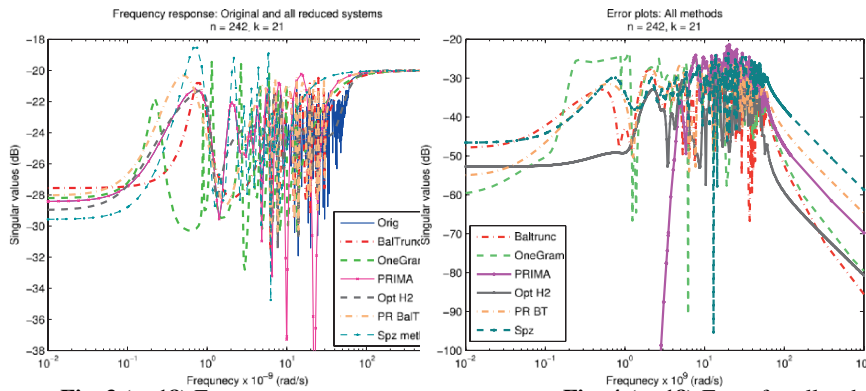 Frequency response: Original and all reduced systems
n = 242, k = 21
Singular values (dB)
-18
-20
-22
-24
-26
-28
-30
-32
-34
-36
-38
Orig
BalTrunc
OneGram
PRIMA
Opt H2
PR BalT
Spz met
10⁻² 10⁻¹ 10⁰ 10¹ 10²
Frequnecy x 10⁻⁹ (rad/s)
Error plots: All methods
n = 242, k = 21
Singular values (dB)
-20
-30
-40
-50
-60
-70
-80
-90
-100
Baltrunc
OneGram
PRIMA
Opt H2
PR BT
Spz
10⁻² 10⁻¹ 10⁰ 10¹ 10² 10
Frequnecy x 10⁹ (rad/s)